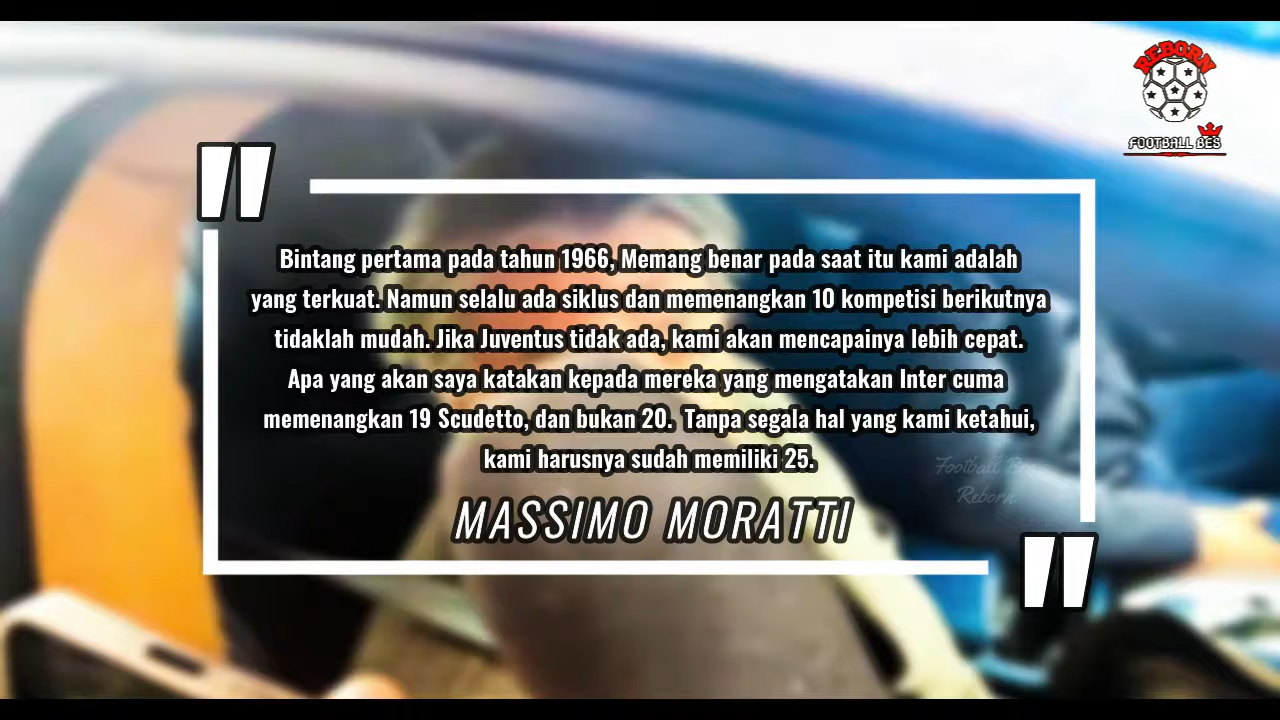 REBORN
FOOTBALL BES
"
Bintang pertama pada tahun 1966, Memang benar pada saat itu kami adalah
yang terkuat. Namun selalu ada siklus dan memenangkan 10 kompetisi berikutnya
tidaklah mudah. Jika Juventus tidak ada, kami akan mencapainya lebih cepat.
Apa yang akan saya katakan kepada mereka yang mengatakan Inter cuma
memenangkan 19 Scudetto, dan bukan 20. Tanpa segala hal yang kami ketahui,
kami harusnya sudah memiliki 25.
Football Bes
Reborn
MASSIMO MORATTI
"